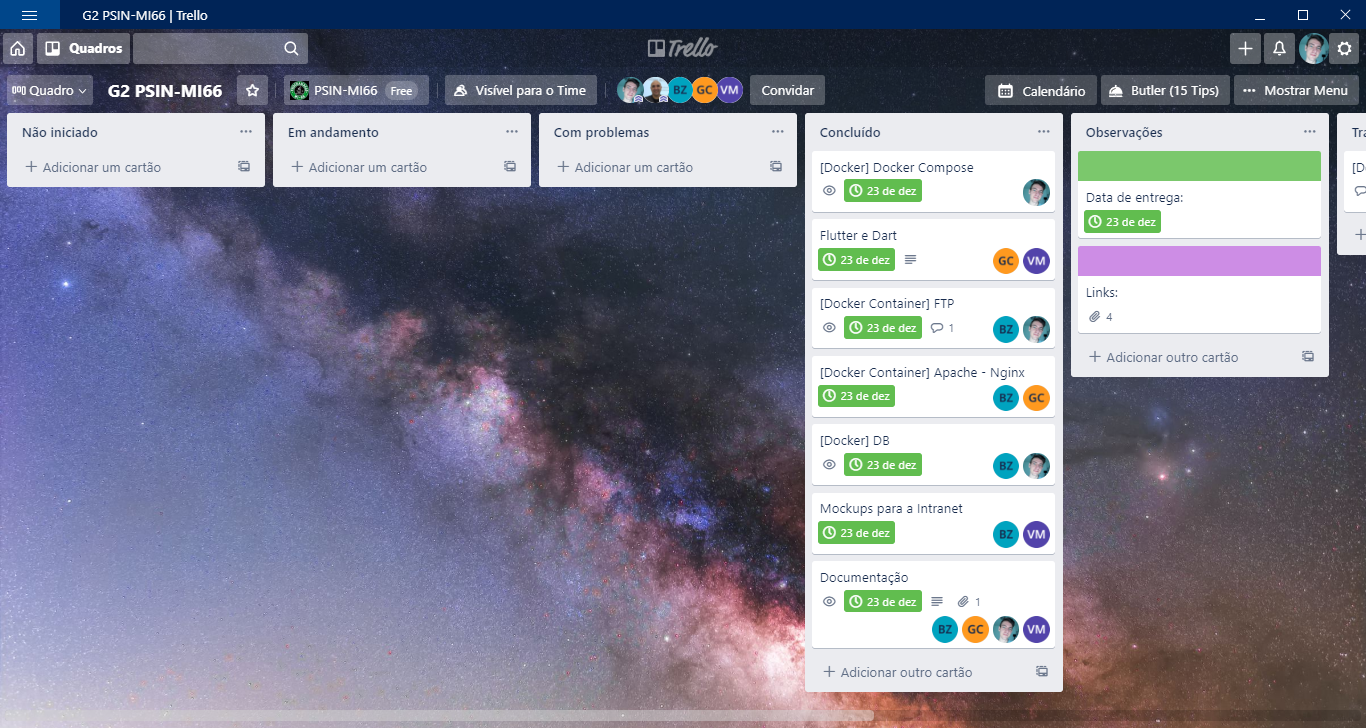 G2 PSIN-MI66 | Trello
Quadros
Trello
Quadro
G2 PSIN-MI66
PSIN-MI66 Free
Visível para o Time
BZ GC VM
Convidar
Calendário
Butler (15 Tips)
Mostrar Menu
Não iniciado
Adicionar um cartão
Em andamento
Adicionar um cartão
Com problemas
Adicionar um cartão
Concluído
[Docker] Docker Compose
23 de dez
Flutter e Dart
23 de dez
GC VM
[Docker Container] FTP
23 de dez 1
BZ
[Docker Container] Apache - Nginx
23 de dez
BZ GC
[Docker] DB
23 de dez
BZ
Mockups para a Intranet
23 de dez
BZ VM
Documentação
23 de dez 1
BZ GC VM
Adicionar outro cartão
Observações
Data de entrega:
23 de dez
Links:
4
Adicionar outro cartão